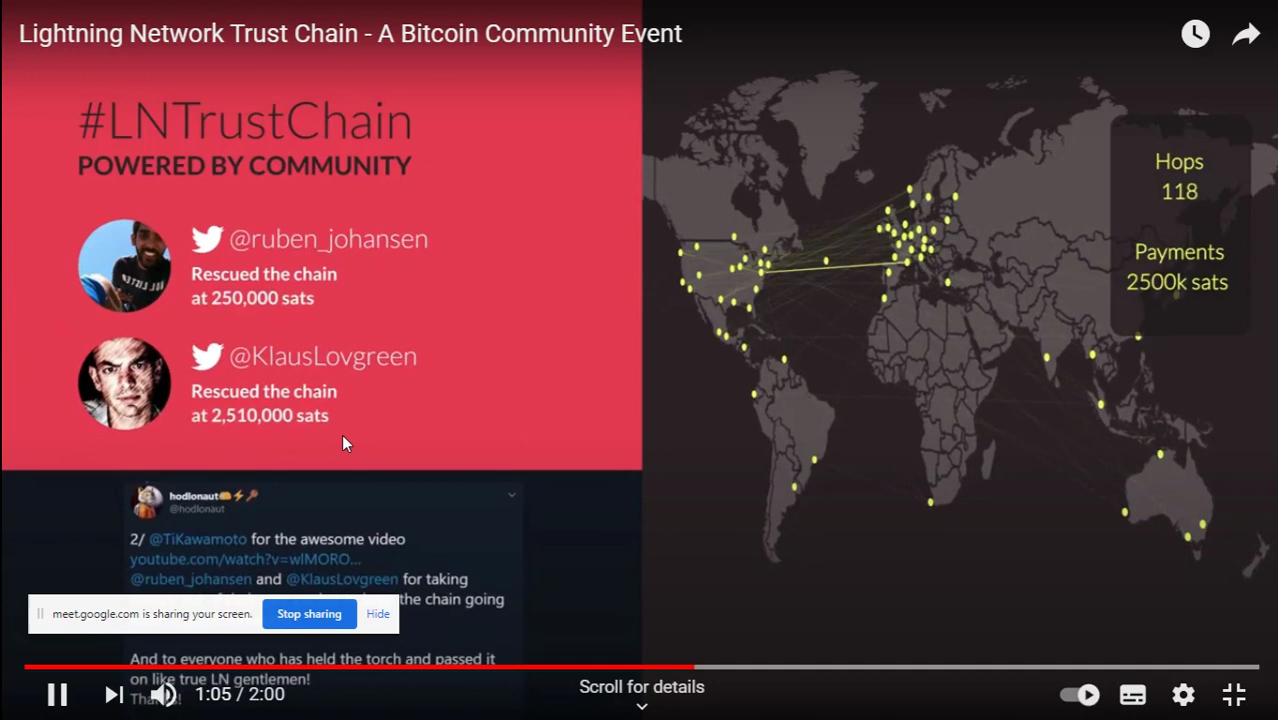 Lightning Network Trust Chain - A Bitcoin Community Event
#LNTrustChain
POWERED BY COMMUNITY
@ruben_johansen
Rescued the chain
at 250,000 sats
@KlausLovgreen
Rescued the chain
at 2,510,000 sats
Hops
118
Payments
2500k sats
hodlonaut
@hodlonaut
2/ @TiKawamoto for the awesome video
youtube.com/watch?v=wlMORO...
@ruben_johansen and @KlausLovgreen for taking
the chain going
meet.google.com is sharing your screen.
Stop sharing
Hide
And to everyone who has held the torch and passed it
on like true LN gentlemen!
1:05 / 2:00
Scroll for details